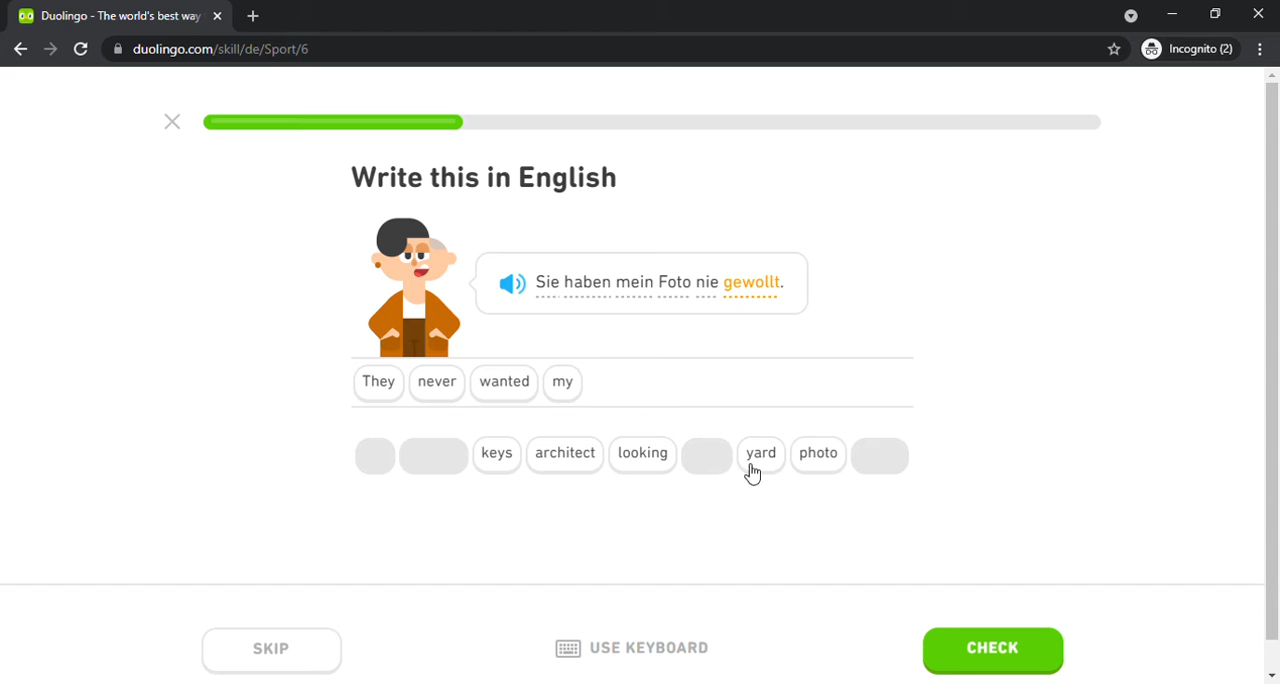 Duolingo - The world's best way
duolingo.com/skill/de/Sport/6
Incognito (2)
Write this in English
Sie haben mein Foto nie gewollt.
They never wanted my
keys architect looking yard photo
SKIP USE KEYBOARD CHECK